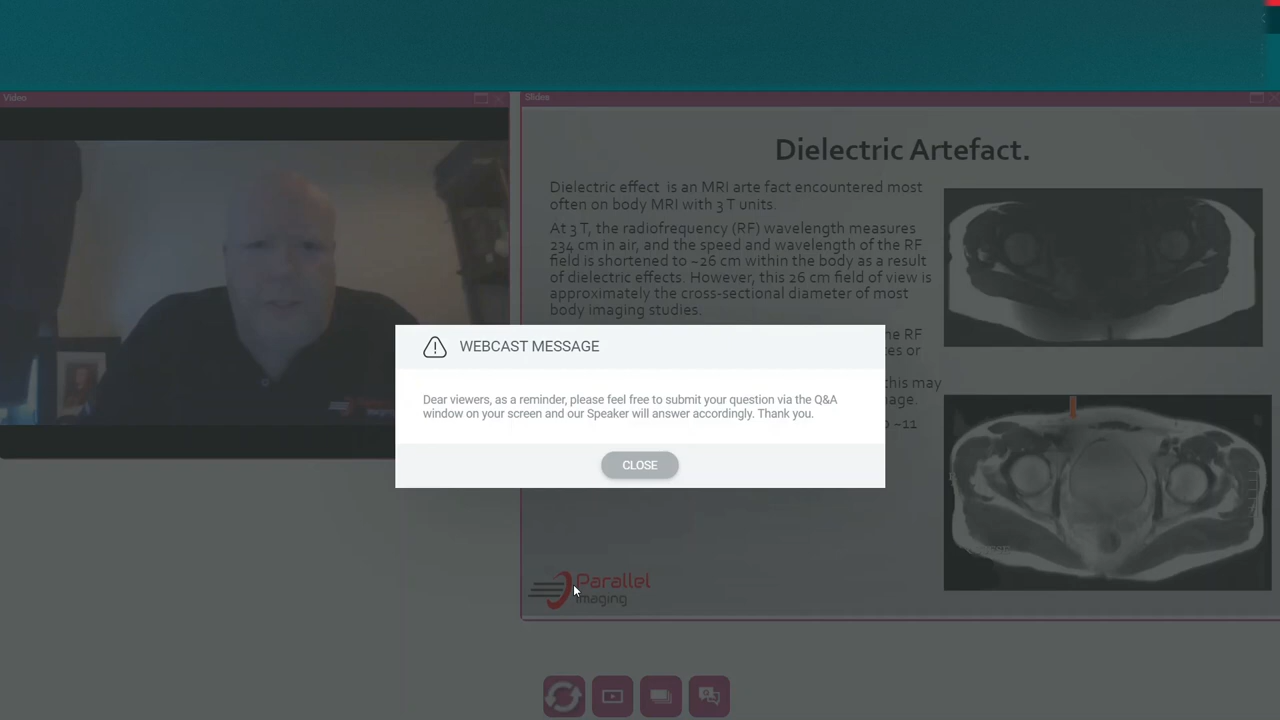 Video
Slides
Dielectric Artefact.
Dielectric effect is an MRI arte fact encountered most
often on body MRI with 3 T units.
At 3 T, the radiofrequency (RF) wavelength measures
234 cm in air, and the speed and wavelength of the RF
field is shortened to ~26 cm within the body as a result
of dielectric effects. However, this 26 cm field of view is
approximately the cross-sectional diameter of most
body imaging studies.
RF
or
this may
~11
WEBCAST MESSAGE
Dear viewers, as a reminder, please feel free to submit your question via the Q&A
window on your screen and our Speaker will answer accordingly. Thank you.
CLOSE
Parallel
Imaging